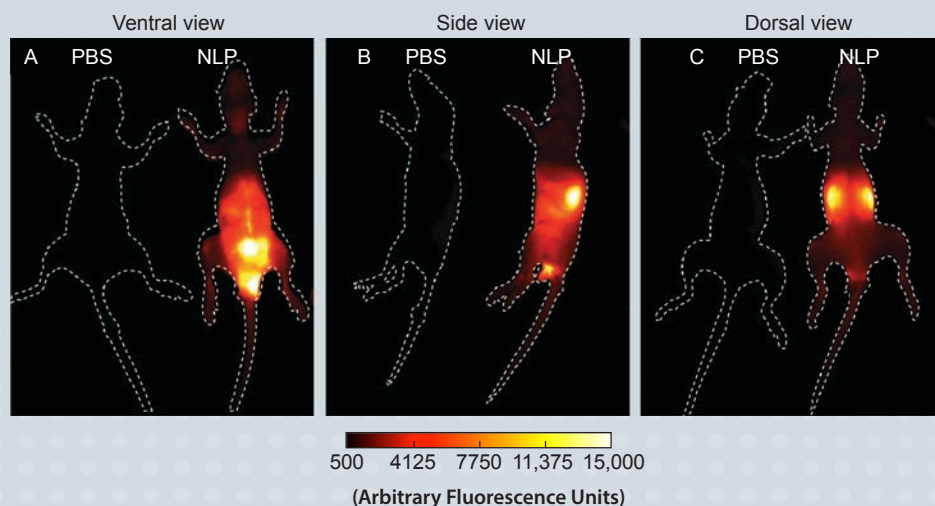 Ventral view
Side view
Dorsal view
A PBS NLP
B PBS NLP
C PBS NLP
500 4125 7750 11,375 15,000
(Arbitrary Fluorescence Units)